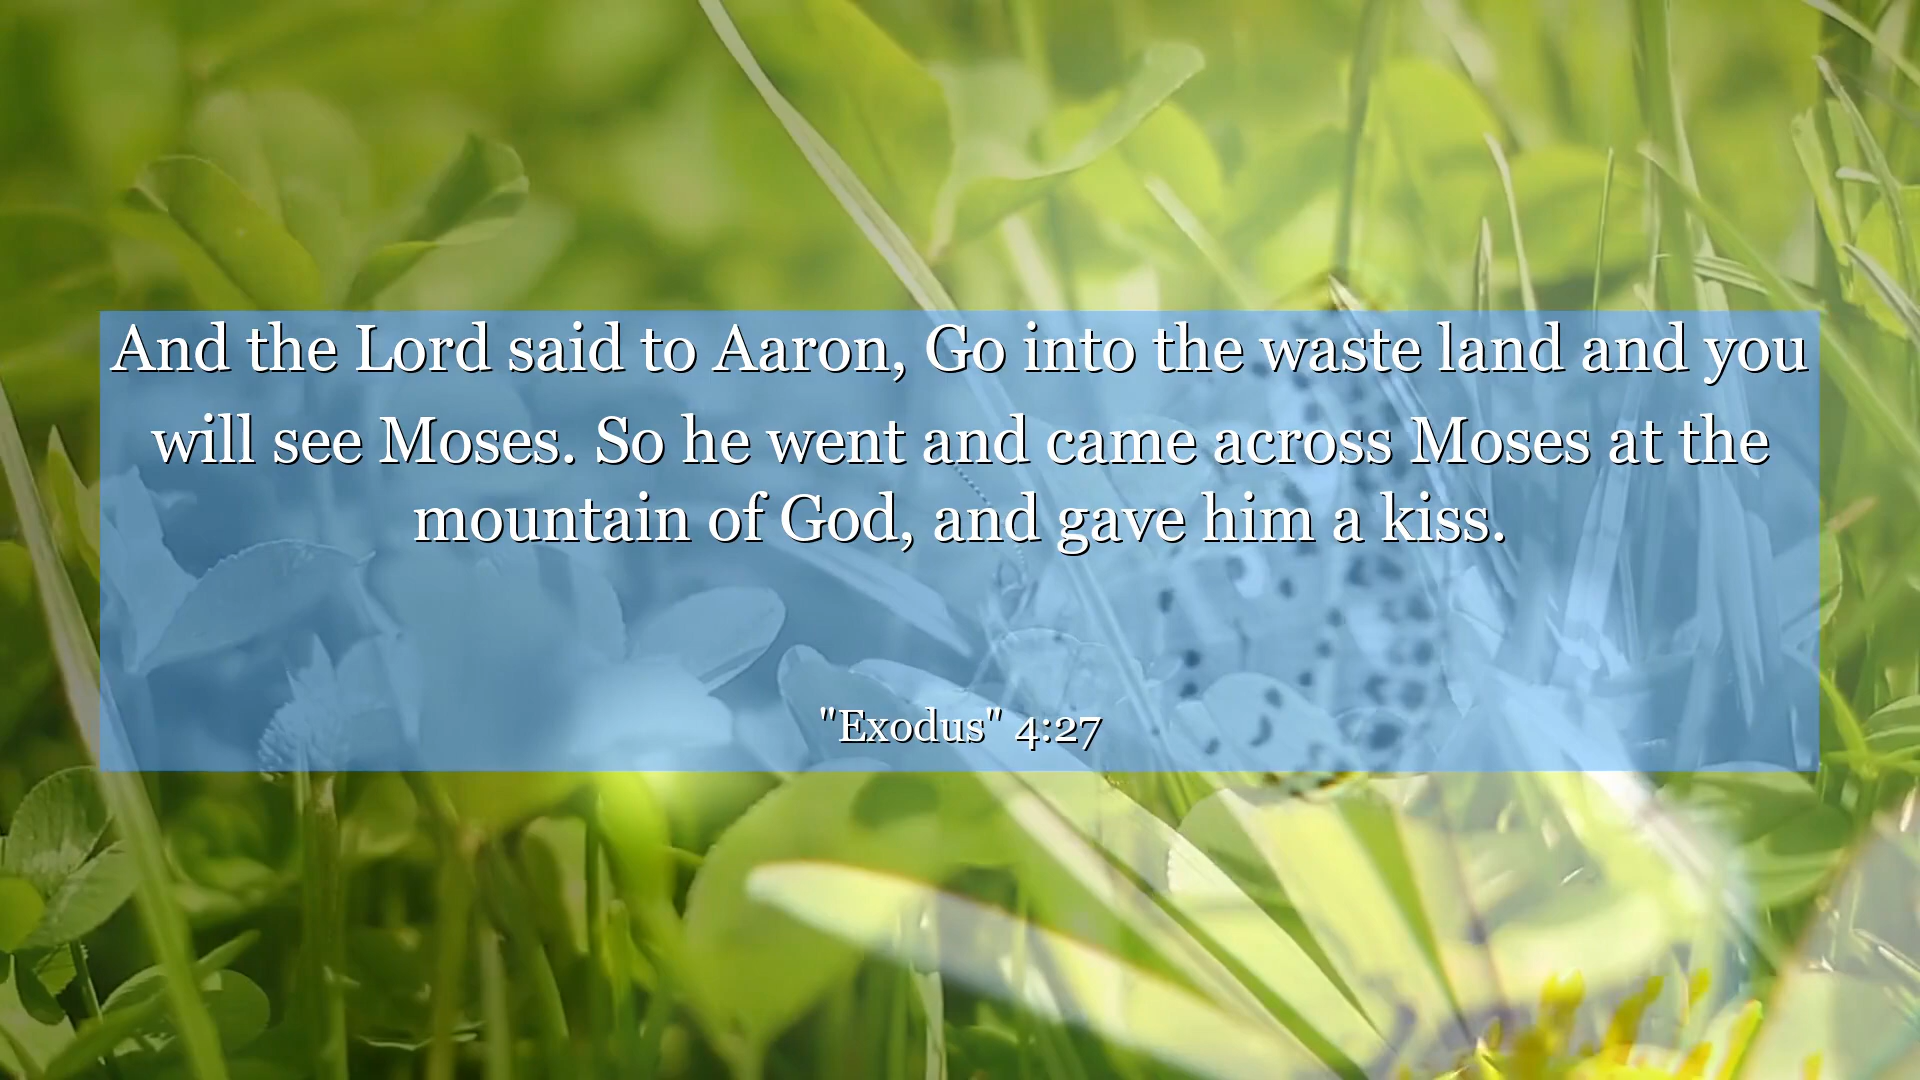 And the Lord said to Aaron, Go into the waste land and you
will see Moses. So he went and came across Moses at the
mountain of God, and gave him a kiss.
"Exodus" 4:27